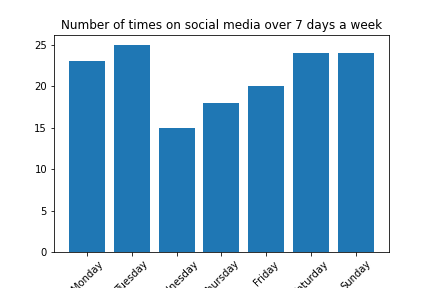 Number of times on social media over 7 days a week
25
20
15
10
5
0
Monday
Tuesday
Friday
Sunday